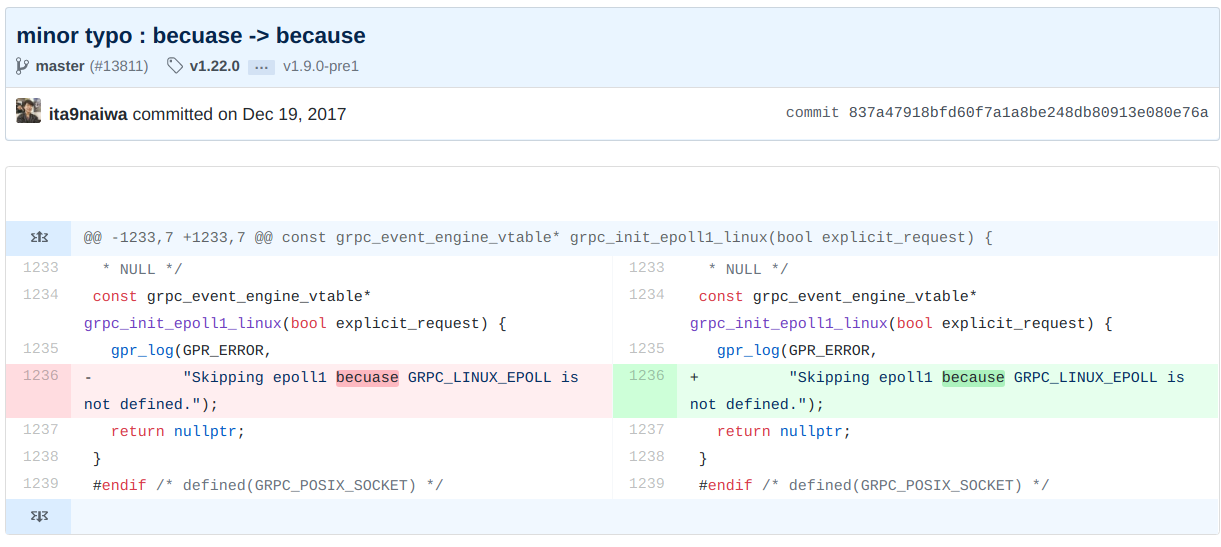 minor typo : becuase -> because
master (#13811) v1.22.0 ... v1.9.0-pre1
ita9naiwa committed on Dec 19, 2017 commit 837a47918bfd60f7a1a8be248db80913e080e76a
@@ -1233,7 +1233,7 @@ const grpc_event_engine_vtable* grpc_init_epoll1_linux(bool explicit_request) {
1233 * NULL */ 1233 * NULL */
1234 const grpc_event_engine_vtable* 1234 const grpc_event_engine_vtable*
grpc_init_epoll1_linux(bool explicit_request) { grpc_init_epoll1_linux(bool explicit_request) {
1235 gpr_log(GPR_ERROR, 1235 gpr_log(GPR_ERROR,
1236 - "Skipping epoll1 becuase GRPC_LINUX_EPOLL is 1236 + "Skipping epoll1 because GRPC_LINUX_EPOLL is
not defined."); not defined.");
1237 return nullptr; 1237 return nullptr;
1238 } 1238 }
1239 #endif /* defined(GRPC_POSIX_SOCKET) */ 1239 #endif /* defined(GRPC_POSIX_SOCKET) */